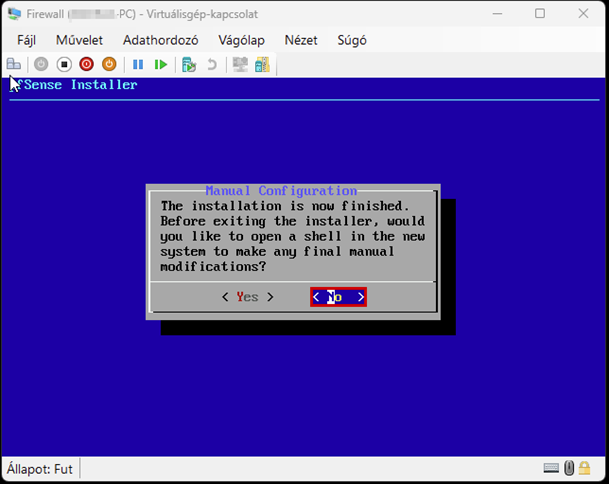 Firewall ( -PC) - Virtuálisgép-kapcsolat
Fájl Művelet Adathordozó Vágólap Nézet Súgó
fSense Installer
Manual Configuration
The installation is now finished.
Before exiting the installer, would
you like to open a shell in the new
system to make any final manual
modifications?
< Yes > < No >
Állapot: Fut